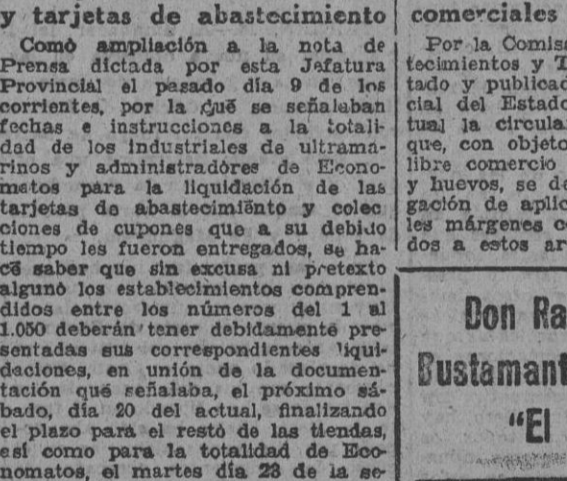 y tarjetas de abastecimiento
Como ampliación a la nota de
Prensa dictada por esta Jefatura
Provincial el pasado día 9 de los
corrientes, por la que se señalaban
fechas e instrucciones a la totali-
dad de los industriales de ultrama-
rinos y administradores de Econo-
matos para la liquidación de las
tarjetas de abastecimiento y colec
ciones de cupones que a su debido
tiempo les fueron entregados, se ha-
ce saber que sin excusa ni pretexto
alguno los establecimientos compren-
didos entre los números del 1 al
1.050 deberán tener debidamente pre-
sentadas sus correspondientes liqui-
daciones, en unión de la documen-
tación que señalaba, el próximo sá-
bado, día 20 del actual, finalizando
el plazo para el resto de las tiendas,
así como para la totalidad de Eco-
nomatos, el martes día 23 de la se-
comerciales
Por la Comisa
tecimientos y T
tado y publicad
cial del Estado
tual la circula
que, con objeto
libre comercio
y huevos, se de
gación de aplic
les márgenes c
dos a estos ar
Don Ra
Bustamant
"El